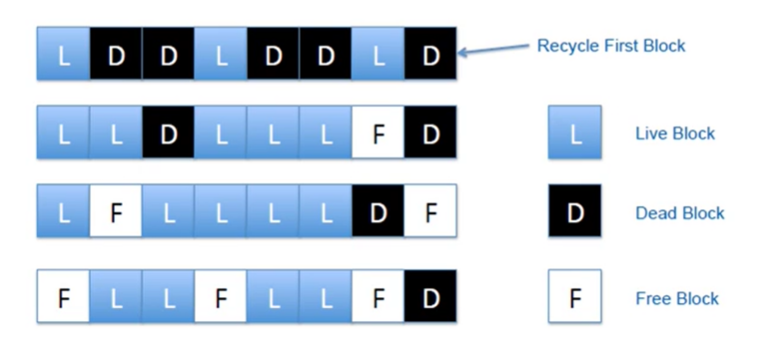 L D D L D D L D
Recycle First Block
L L D L L L F D
L Live Block
L F L L L L D F
D Dead Block
F L L F L L F D
F Free Block